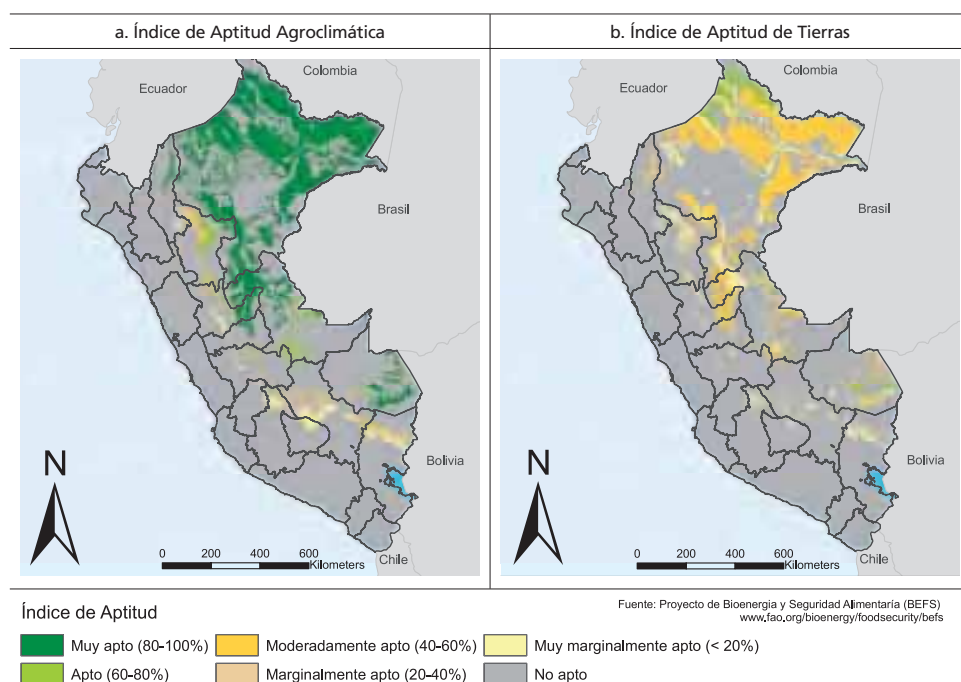 a. Índice de Aptitud Agroclimática
b. Índice de Aptitud de Tierras
Colombia
Ecuador
Brasil
Bolivia
Chile
N
0 200 400 600
Kilometers
Colombia
Ecuador
Brasil
Bolivia
Chile
N
0 200 400 600
Kilometers
Índice de Aptitud
Fuente: Proyecto de Bioenergia y Seguridad Alimentaría (BEFS)
www.fao.org/bioenergy/foodsecurity/befs
Muy apto (80-100%)
Moderadamente apto (40-60%)
Muy marginalmente apto (< 20%)
Apto (60-80%)
Marginalmente apto (20-40%)
No apto